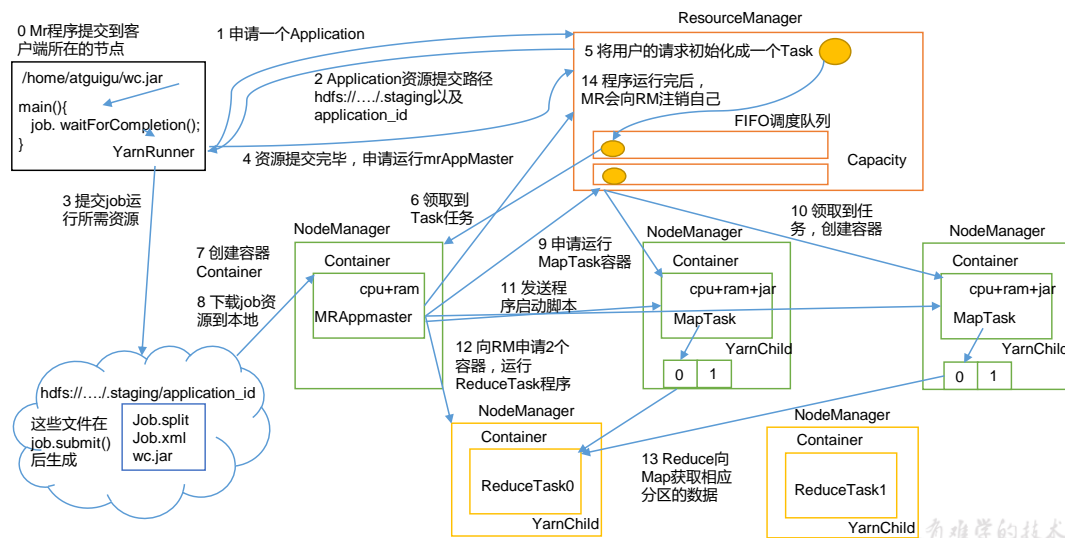 0 Mr程序提交到客
户端所在的节点
/home/atguigu/wc.jar
main(){
job. waitForCompletion();
}
YarnRunner
1 申请一个Application
2 Application资源提交路径
hdfs://…./.staging以及
application_id
4 资源提交完毕，申请运行mrAppMaster
ResourceManager
5 将用户的请求初始化成一个Task
14 程序运行完后，
MR会向RM注销自己
FIFO调度队列
Capacity
3 提交job运
行所需资源
6 领取到
Task任务
7 创建容器
Container
8 下载job资
源到本地
NodeManager
Container
cpu+ram
MRAppmaster
9 申请运行
MapTask容器
11 发送程
序启动脚本
NodeManager
Container
cpu+ram+jar
MapTask
YarnChild
0 1
10 领取到任
务，创建容器
NodeManager
Container
cpu+ram+jar
MapTask
YarnChild
0 1
12 向RM申请2个
容器，运行
ReduceTask程序
hdfs://…./.staging/application_id
这些文件在
job.submit()
后生成
Job.split
Job.xml
wc.jar
NodeManager
Container
ReduceTask0
YarnChild
13 Reduce向
Map获取相应
分区的数据
NodeManager
Container
ReduceTask1
YarnChild
有难学的技术